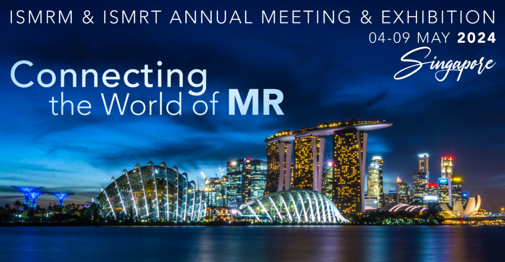 ISMRM & ISMRT ANNUAL MEETING & EXHIBITION
04-09 MAY 2024
Singapore
Connecting
the World of MR